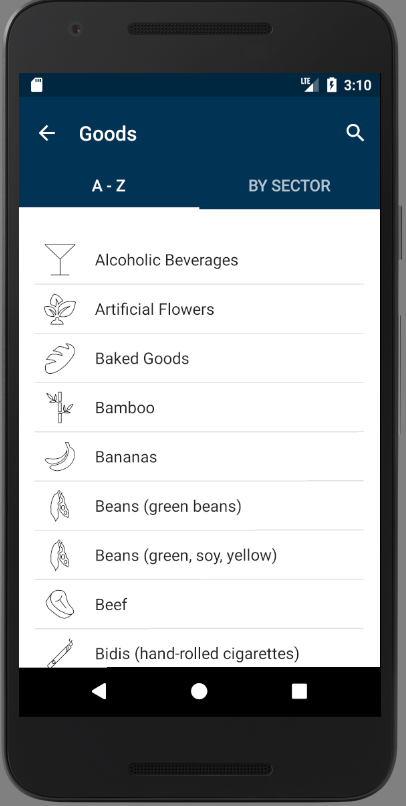 LTE 3:10
Goods
A - Z BY SECTOR
Alcoholic Beverages
Artificial Flowers
Baked Goods
Bamboo
Bananas
Beans (green beans)
Beans (green, soy, yellow)
Beef
Bidis (hand-rolled cigarettes)